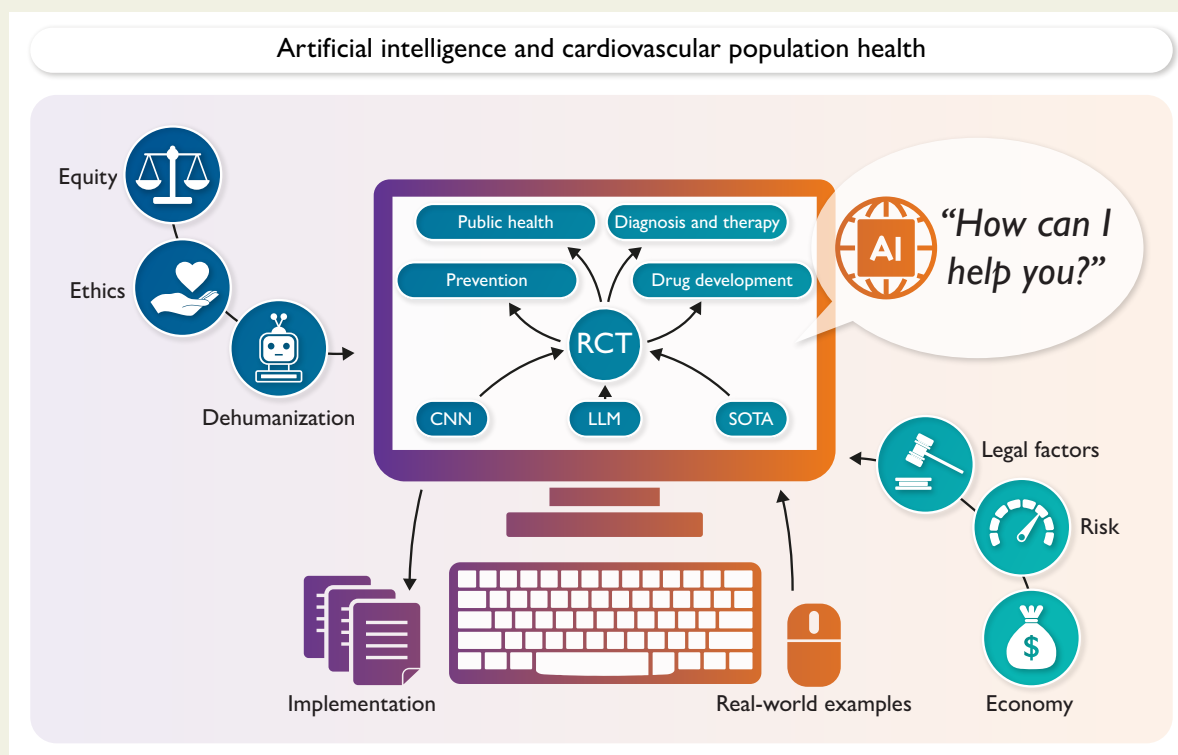 Artificial intelligence and cardiovascular population health
Equity
Ethics
Dehumanization
Public health
Diagnosis and therapy
Prevention
Drug development
RCT
CNN
LLM
SOTA
AI
“How can I
help you?”
Legal factors
Risk
$
Economy
Implementation
Real-world examples